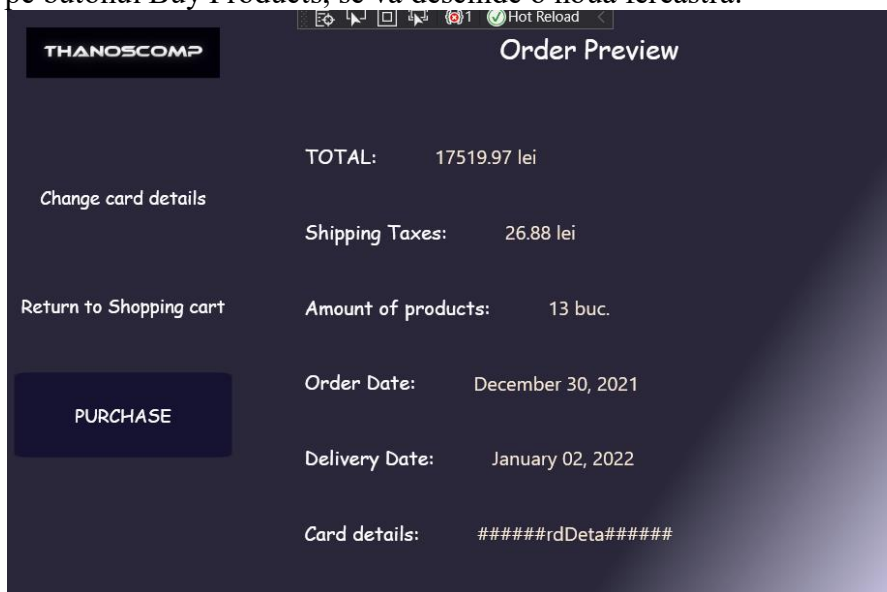 pe butonul Buy Products, se va deschide o nouă fereastră.
1 Hot Reload
THANOSCOMP
Order Preview
TOTAL: 17519.97 lei
Change card details
Shipping Taxes: 26.88 lei
Return to Shopping cart
Amount of products: 13 buc.
Order Date: December 30, 2021
PURCHASE
Delivery Date: January 02, 2022
Card details: ######rdDeta######